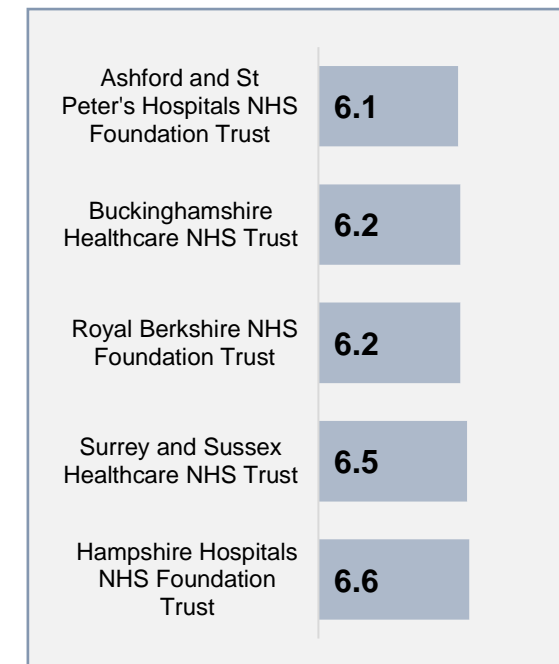 Ashford and St
Peter's Hospitals NHS
Foundation Trust
6.1
Buckinghamshire
Healthcare NHS Trust
6.2
Royal Berkshire NHS
Foundation Trust
6.2
Surrey and Sussex
Healthcare NHS Trust
6.5
Hampshire Hospitals
NHS Foundation
Trust
6.6